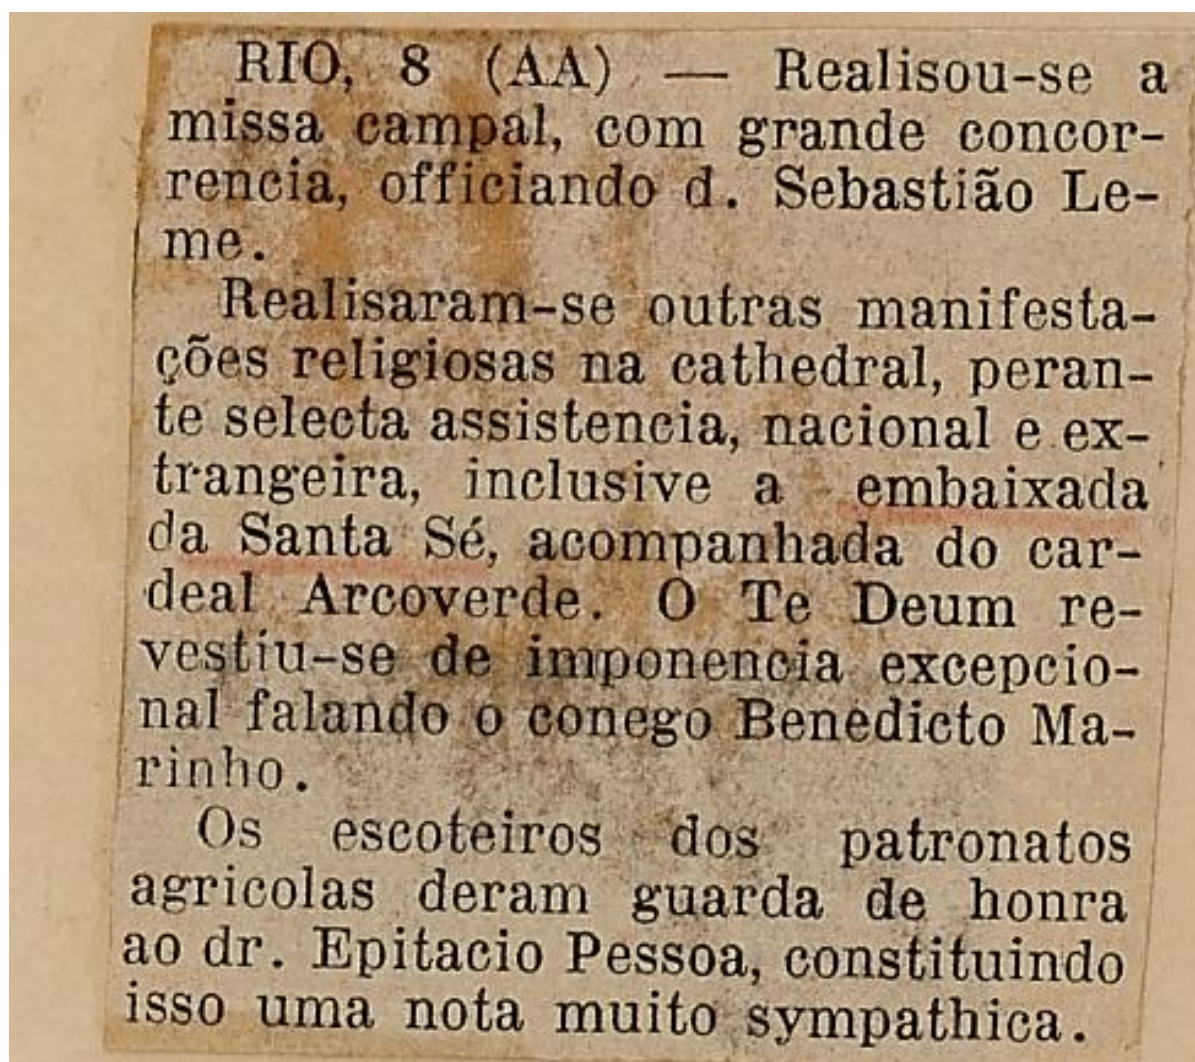 RIO, 8 (AA) — Realisou-se a
missa campal, com grande concor-
rencia, officiando d. Sebastião Le-
me.
Realisaram-se outras manifesta-
ções religiosas na cathedral, peran-
te selecta assistencia, nacional e ex-
trangeira, inclusive a embaixada
da Santa Sé, acompanhada do car-
deal Arcoverde. O Te Deum re-
vestiu-se de imponencia excepcio-
nal falando o conego Benedicto Ma-
rinho.
Os escoteiros dos patronatos
agricolas deram guarda de honra
ao dr. Epitacio Pessoa, constituindo
isso uma nota muito sympathica.